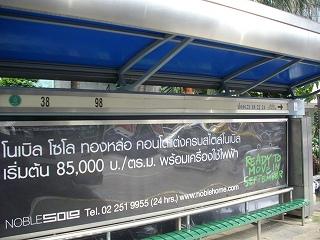 38 98
โนเบิล โซโล ทองหล่อ คอนโดแต่งครบสไตล์โนเบิล
เริ่มต้น 85,000 บ./ตร.ม. พร้อมเครื่องใช้ไฟฟ้า
READY TO
MOVE IN
SEPTEMBER
NOBLE SOLO Tel. 02 251 9955 (24 hrs.) www.noblehome.com